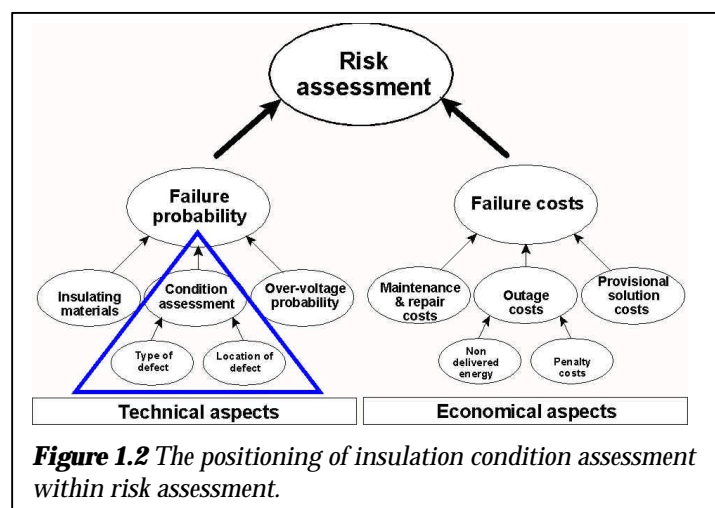 Risk
assessment
Failure
probability
Failure costs
Insulating
materials
Condition
assessment
Over-voltage
probability
Maintenance
& repair
costs
Outage
costs
Provisional
solution
costs
Type of
defect
Location of
defect
Non
delivered
energy
Penalty
costs
Technical aspects
Economical aspects
Figure 1.2 The positioning of insulation condition assessment
within risk assessment.